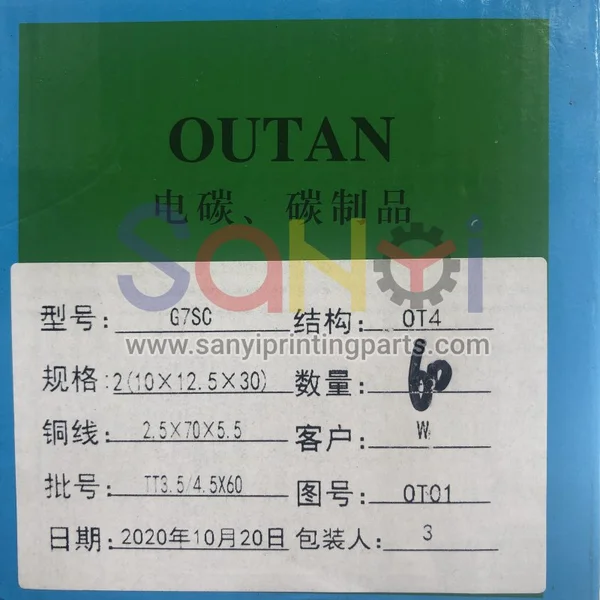 OUTAN
电碳、碳制品
SANYi
型号: G7SC 结构: OT4
www.sanyiprintingparts.com
规格: 2(10×12.5×30) 数量: 60
铜线: 2.5×70×5.5 客户: W
批号: TT3.5/4.5X60 图号: OT01
日期: 2020年10月20日 包装人: 3